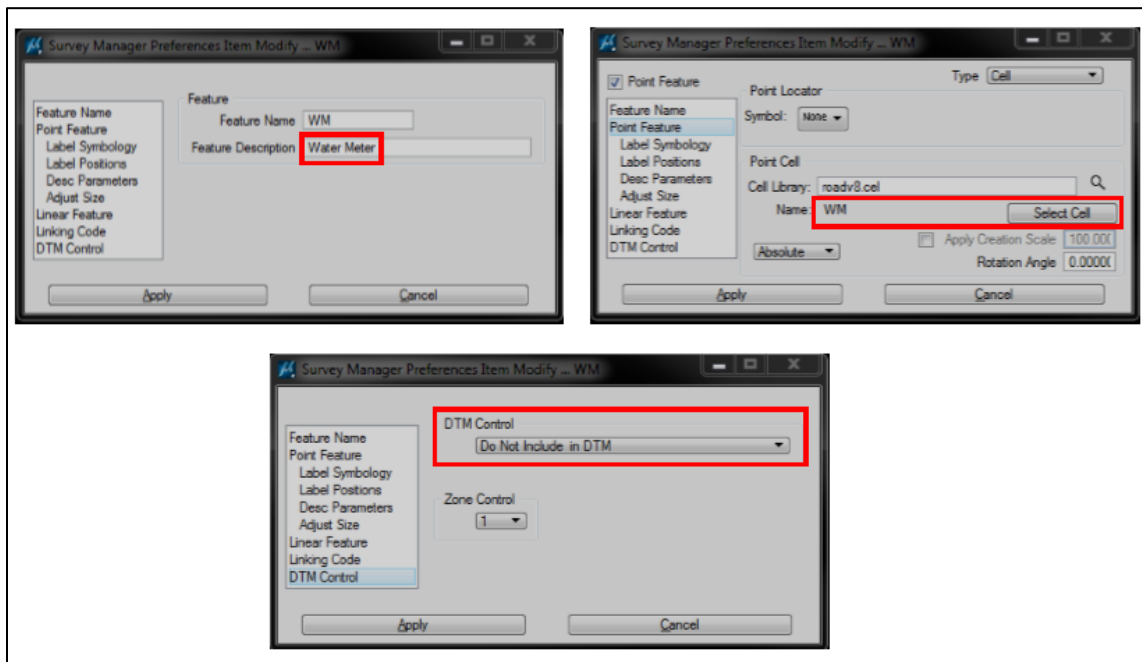 Survey Manager Preferences Item Modify ... WM
Feature Name
Point Feature
Label Symbology
Label Positions
Desc Parameters
Adjust Size
Linear Feature
Linking Code
DTM Control
Feature
Feature Name WM
Feature Description Water Meter
Apply Cancel
Survey Manager Preferences Item Modify ... WM
Point Feature
Type Cell
Feature Name
Point Feature
Label Symbology
Label Positions
Desc Parameters
Adjust Size
Linear Feature
Linking Code
DTM Control
Point Locator
Symbol: None
Point Cell
Cell Library: roadv8.cel
Name: WM Select Cell
Absolute Apply Creation Scale 100.000
Rotation Angle 0.0000
Apply Cancel
Survey Manager Preferences Item Modify ... WM
Feature Name
Point Feature
Label Symbology
Label Positions
Desc Parameters
Adjust Size
Linear Feature
Linking Code
DTM Control
DTM Control
Do Not Include in DTM
Zone Control
1
Apply Cancel